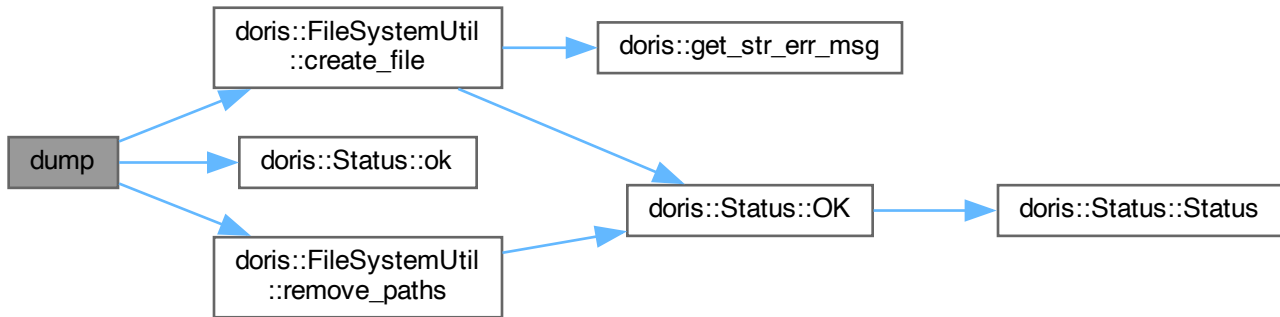 doris::FileSystemUtil
::create_file
doris::get_str_err_msg
dump
doris::Status::ok
doris::Status::OK
doris::Status::Status
doris::FileSystemUtil
::remove_paths